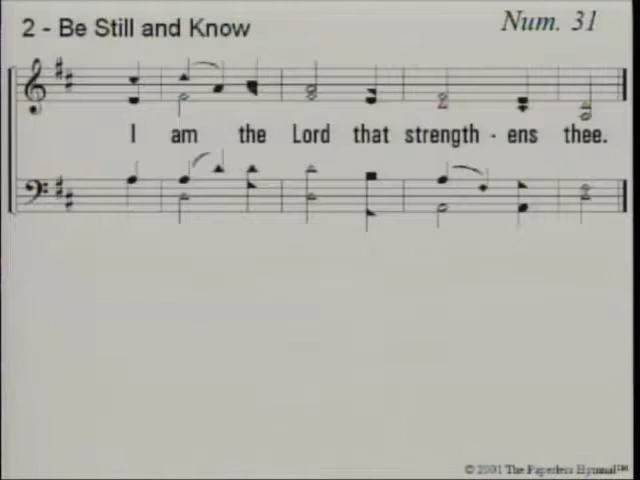 2 - Be Still and Know
Num. 31
I am the Lord that strength - ens thee.
© 2001 The Paperless Hymnal™